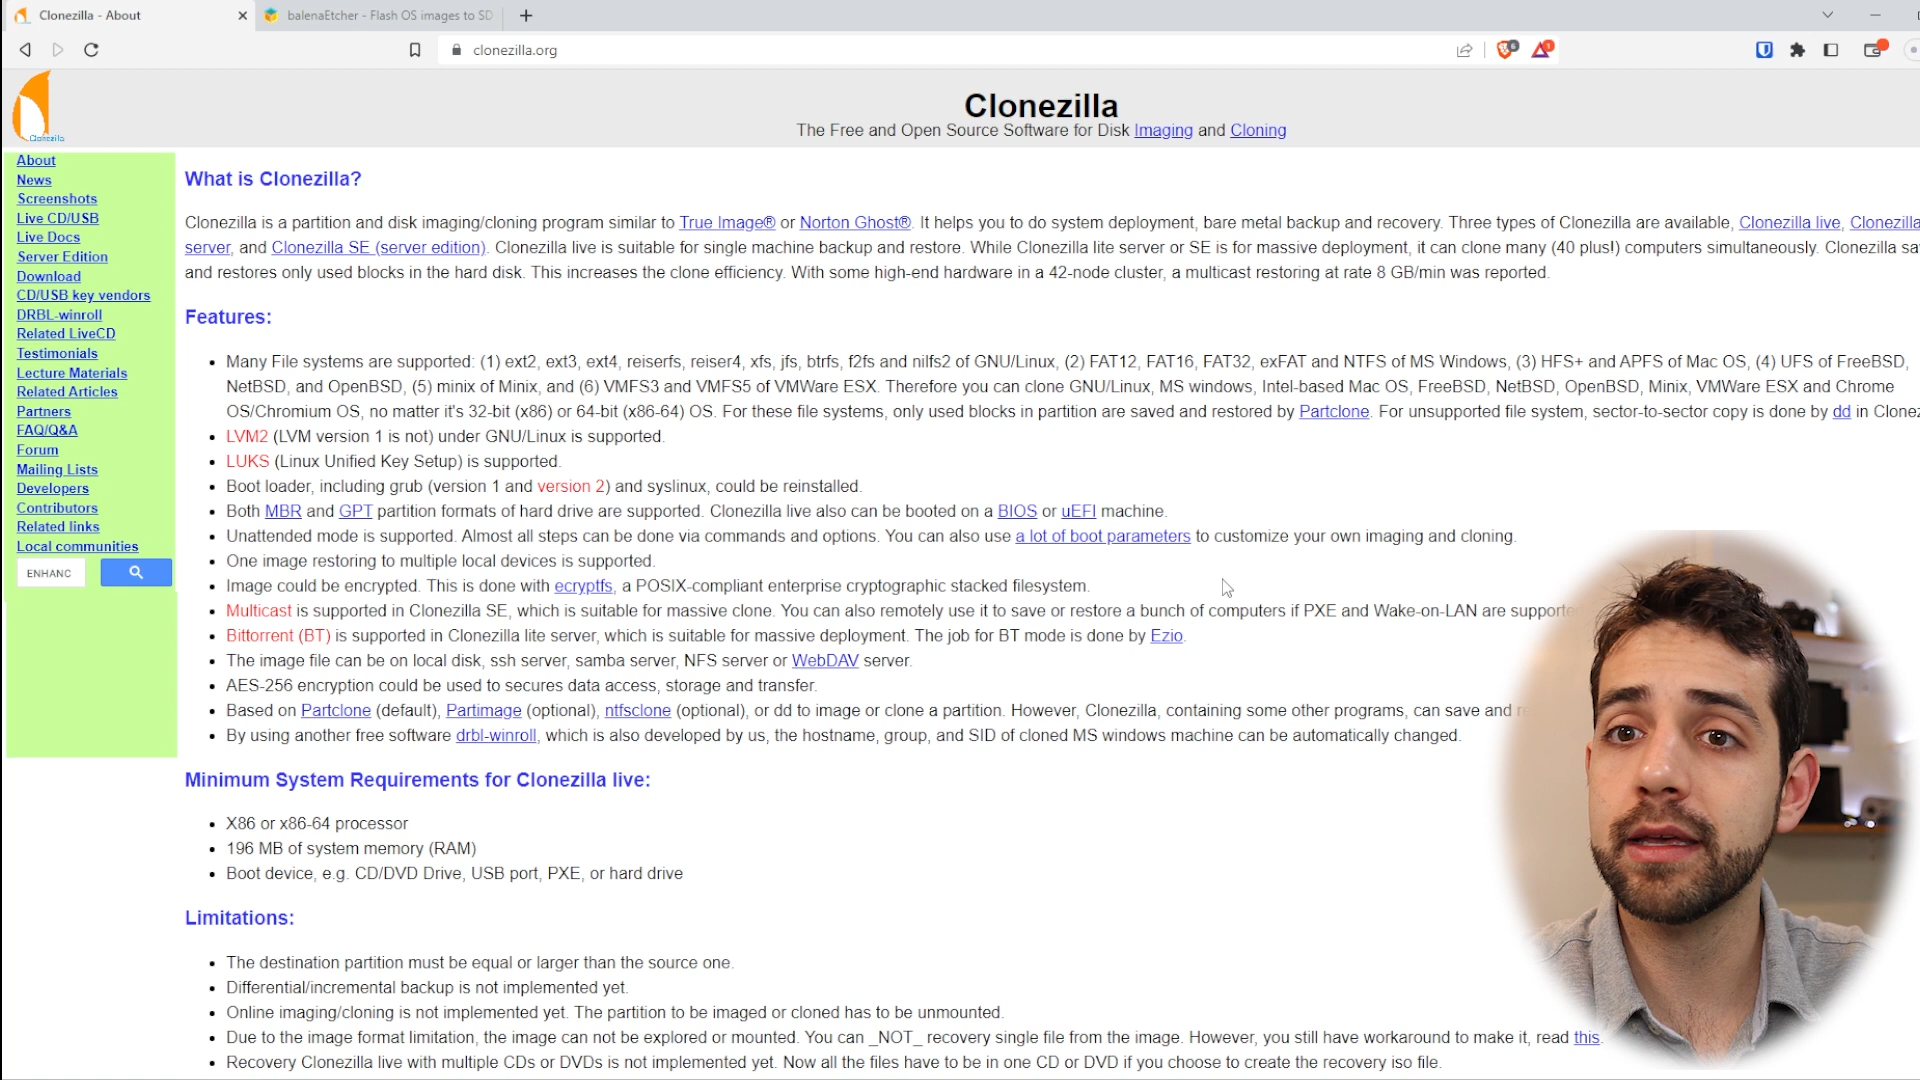 Clonezilla - About
balenaEtcher - Flash OS images to SD
clonezilla.org
6
1
Clonezilla
Clonezilla
The Free and Open Source Software for Disk Imaging and Cloning
About
News
Screenshots
Live CD/USB
Live Docs
Server Edition
Download
CD/USB key vendors
DRBL-winroll
Related LiveCD
Testimonials
Lecture Materials
Related Articles
Partners
FAQ/Q&A
Forum
Mailing Lists
Developers
Contributors
Related links
Local communities
ENHANC
What is Clonezilla?
Clonezilla is a partition and disk imaging/cloning program similar to True Image® or Norton Ghost®. It helps you to do system deployment, bare metal backup and recovery. Three types of Clonezilla are available, Clonezilla live, Clonezilla
server, and Clonezilla SE (server edition). Clonezilla live is suitable for single machine backup and restore. While Clonezilla lite server or SE is for massive deployment, it can clone many (40 plus!) computers simultaneously. Clonezilla sa
and restores only used blocks in the hard disk. This increases the clone efficiency. With some high-end hardware in a 42-node cluster, a multicast restoring at rate 8 GB/min was reported.
Features:
• Many File systems are supported: (1) ext2, ext3, ext4, reiserfs, reiser4, xfs, jfs, btrfs, f2fs and nilfs2 of GNU/Linux, (2) FAT12, FAT16, FAT32, exFAT and NTFS of MS Windows, (3) HFS+ and APFS of Mac OS, (4) UFS of FreeBSD,
NetBSD, and OpenBSD, (5) minix of Minix, and (6) VMFS3 and VMFS5 of VMWare ESX. Therefore you can clone GNU/Linux, MS windows, Intel-based Mac OS, FreeBSD, NetBSD, OpenBSD, Minix, VMWare ESX and Chrome
OS/Chromium OS, no matter it's 32-bit (x86) or 64-bit (x86-64) OS. For these file systems, only used blocks in partition are saved and restored by Partclone. For unsupported file system, sector-to-sector copy is done by dd in Clonez
• LVM2 (LVM version 1 is not) under GNU/Linux is supported.
• LUKS (Linux Unified Key Setup) is supported.
• Boot loader, including grub (version 1 and version 2) and syslinux, could be reinstalled.
• Both MBR and GPT partition formats of hard drive are supported. Clonezilla live also can be booted on a BIOS or uEFI machine.
• Unattended mode is supported. Almost all steps can be done via commands and options. You can also use a lot of boot parameters to customize your own imaging and cloning.
• One image restoring to multiple local devices is supported.
• Image could be encrypted. This is done with ecryptfs, a POSIX-compliant enterprise cryptographic stacked filesystem.
• Multicast is supported in Clonezilla SE, which is suitable for massive clone. You can also remotely use it to save or restore a bunch of computers if PXE and Wake-on-LAN are supporte
• Bittorrent (BT) is supported in Clonezilla lite server, which is suitable for massive deployment. The job for BT mode is done by Ezio.
• The image file can be on local disk, ssh server, samba server, NFS server or WebDAV server.
• AES-256 encryption could be used to secures data access, storage and transfer.
• Based on Partclone (default), Partimage (optional), ntfsclone (optional), or dd to image or clone a partition. However, Clonezilla, containing some other programs, can save and re
• By using another free software drbl-winroll, which is also developed by us, the hostname, group, and SID of cloned MS windows machine can be automatically changed.
Minimum System Requirements for Clonezilla live:
• X86 or x86-64 processor
• 196 MB of system memory (RAM)
• Boot device, e.g. CD/DVD Drive, USB port, PXE, or hard drive
Limitations:
• The destination partition must be equal or larger than the source one.
• Differential/incremental backup is not implemented yet.
• Online imaging/cloning is not implemented yet. The partition to be imaged or cloned has to be unmounted.
• Due to the image format limitation, the image can not be explored or mounted. You can _NOT_ recovery single file from the image. However, you still have workaround to make it, read this.
• Recovery Clonezilla live with multiple CDs or DVDs is not implemented yet. Now all the files have to be in one CD or DVD if you choose to create the recovery iso file.